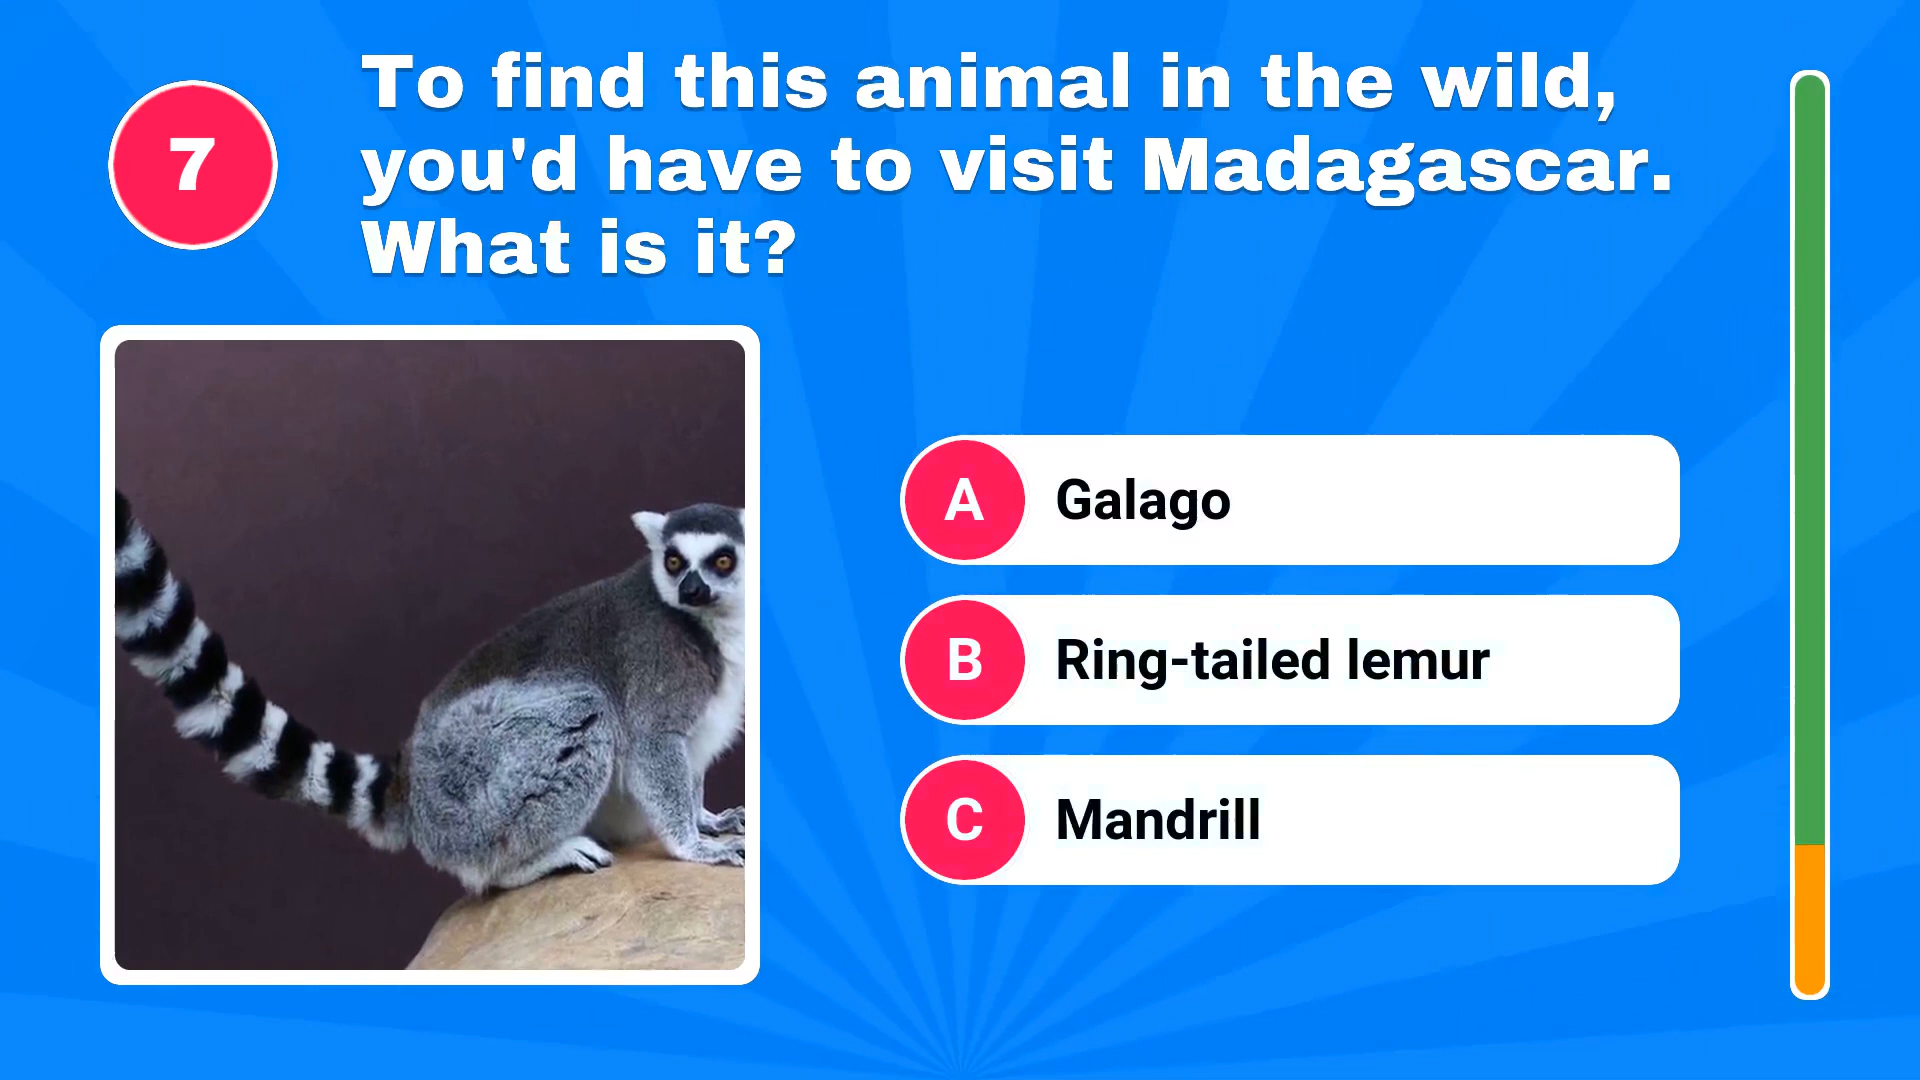 7
To find this animal in the wild,
you'd have to visit Madagascar.
What is it?
A Galago
B Ring-tailed lemur
C Mandrill